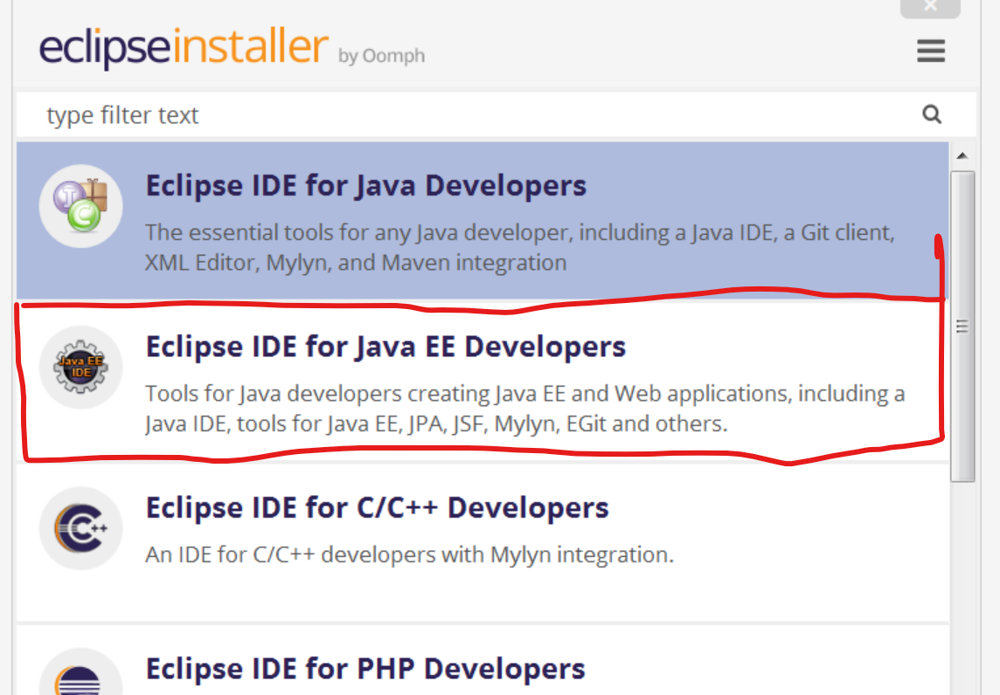 eclipseinstaller by Oomph
type filter text
Eclipse IDE for Java Developers
The essential tools for any Java developer, including a Java IDE, a Git client,
XML Editor, Mylyn, and Maven integration
Java EE
IDE
Eclipse IDE for Java EE Developers
Tools for Java developers creating Java EE and Web applications, including a
Java IDE, tools for Java EE, JPA, JSF, Mylyn, EGit and others.
C++
Eclipse IDE for C/C++ Developers
An IDE for C/C++ developers with Mylyn integration.
Eclipse IDE for PHP Developers